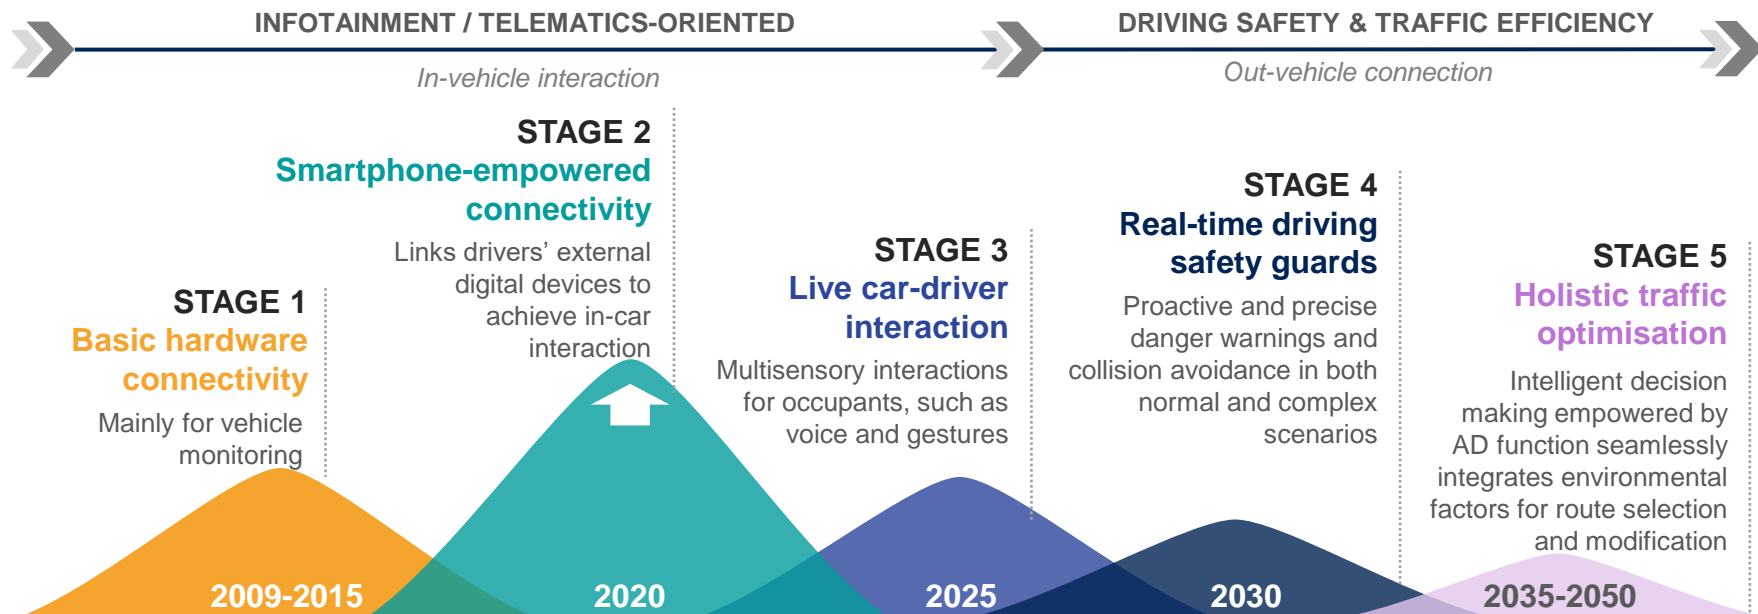 INFOTAINMENT / TELEMATICS-ORIENTED
DRIVING SAFETY & TRAFFIC EFFICIENCY
In-vehicle interaction
Out-vehicle connection
STAGE 1
Basic hardware
connectivity
Mainly for vehicle
monitoring
2009-2015
STAGE 2
Smartphone-empowered
connectivity
Links drivers’ external
digital devices to
achieve in-car
interaction
2020
STAGE 3
Live car-driver
interaction
Multisensory interactions
for occupants, such as
voice and gestures
2025
STAGE 4
Real-time driving
safety guards
Proactive and precise
danger warnings and
collision avoidance in both
normal and complex
scenarios
2030
STAGE 5
Holistic traffic
optimisation
Intelligent decision
making empowered by
AD function seamlessly
integrates environmental
factors for route selection
and modification
2035-2050